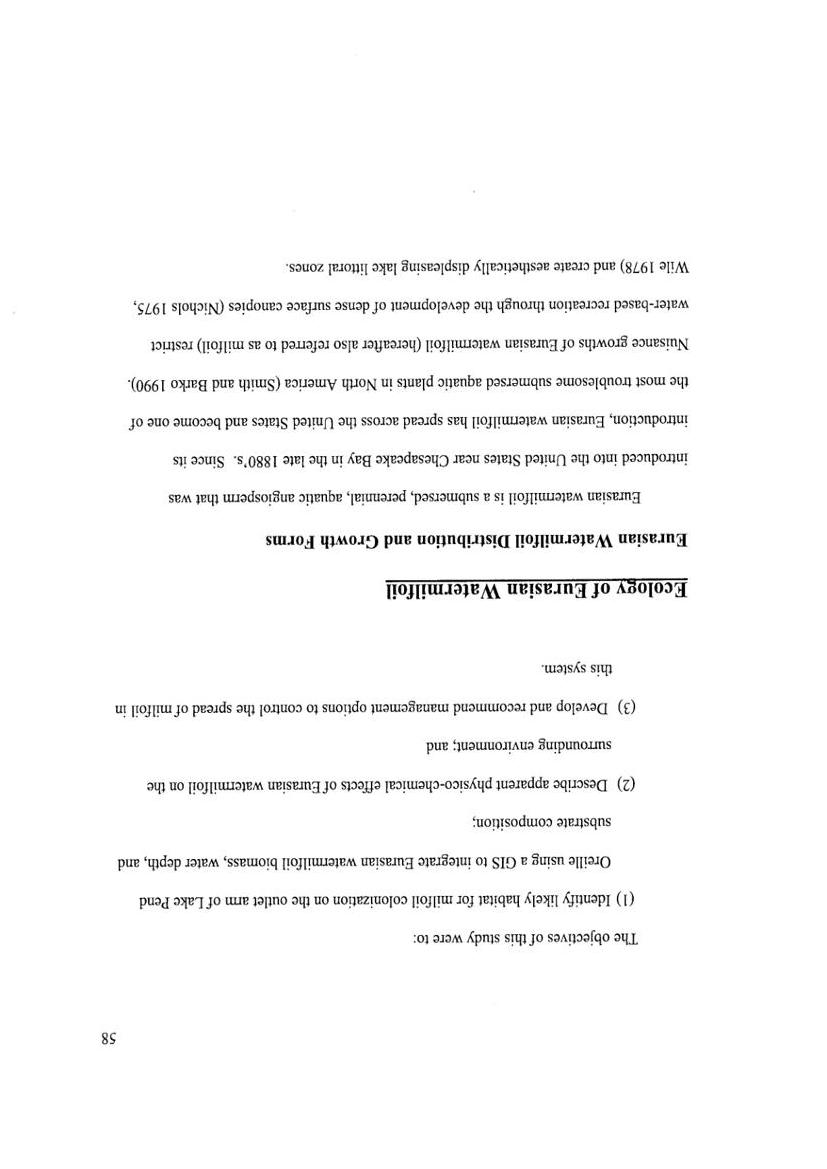 58
The objectives of this study were to:
(1) Identify likely habitat for milfoil colonization on the outlet arm of Lake Pend
Oreille using a GIS to integrate Eurasian watermilfoil biomass, water depth, and
substrate composition;
(2) Describe apparent physico-chemical effects of Eurasian watermilfoil on the
surrounding environment; and
(3) Develop and recommend management options to control the spread of milfoil in
this system.
Ecology of Eurasian Watermilfoil
Eurasian Watermilfoil Distribution and Growth Forms
Eurasian watermilfoil is a submersed, perennial, aquatic angiosperm that was
introduced into the United States near Chesapeake Bay in the late 1880's. Since its
introduction, Eurasian watermilfoil has spread across the United States and become one of
the most troublesome submersed aquatic plants in North America (Smith and Barko 1990).
Nuisance growths of Eurasian watermilfoil (hereafter also referred to as milfoil) restrict
water-based recreation through the development of dense surface canopies (Nichols 1975,
Wile 1978) and create aesthetically displeasing lake littoral zones.